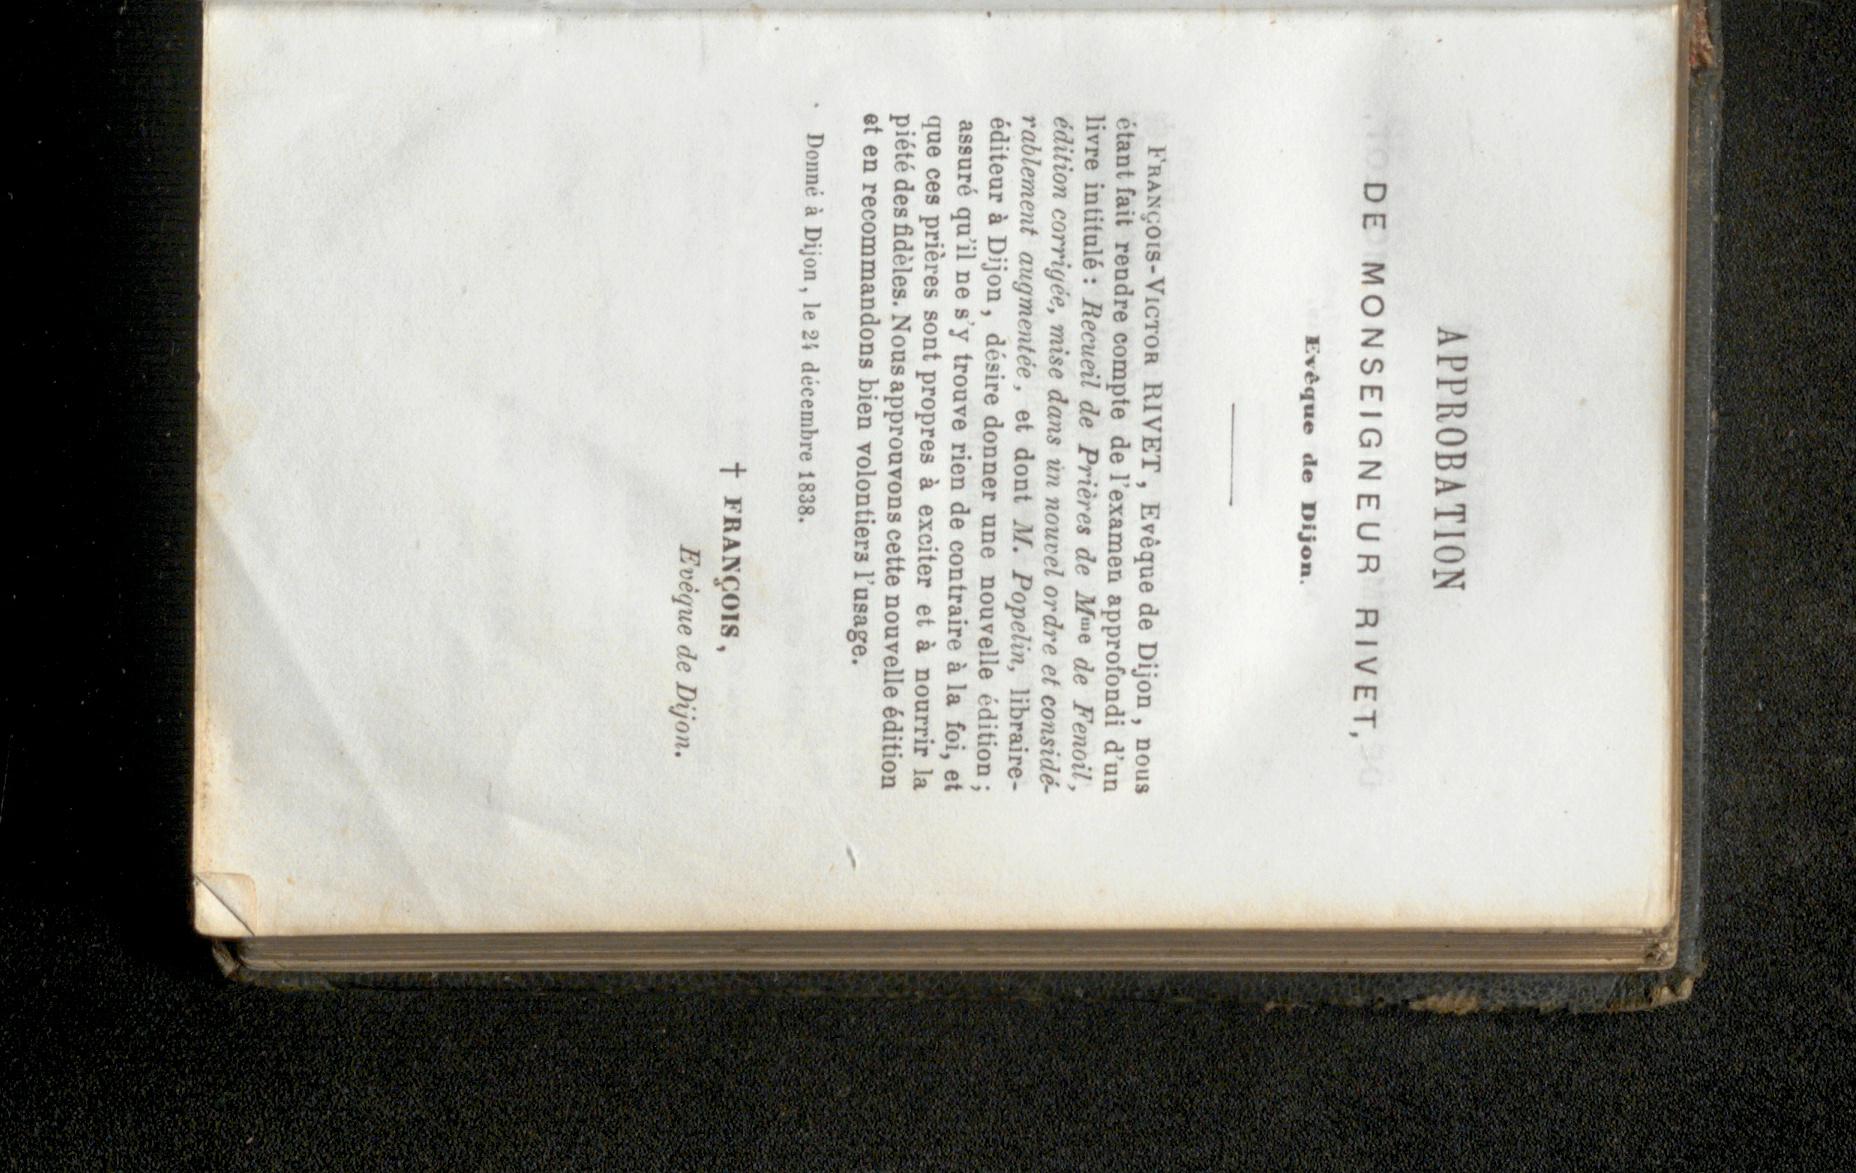 APPROBATION
DE MONSEIGNEUR RIVET,
Evêque de Dijon.
FRANÇOIS-VICTOR RIVET, Evêque de Dijon, nous
étant fait rendre compte de l'examen approfondi d'un
livre intitulé : Recueil de Prières de Mme de Fenoil,
édition corrigée, mise dans un nouvel ordre et considé-
rablement augmentée, et dont M. Popelin, libraire-
éditeur à Dijon, désire donner une nouvelle édition ;
assuré qu'il ne s'y trouve rien de contraire à la foi, et
que ces prières sont propres à exciter et à nourrir la
piété des fidèles. Nous approuvons cette nouvelle édition
et en recommandons bien volontiers l'usage.
Donné à Dijon, le 24 décembre 1838.
† FRANÇOIS,
Evêque de Dijon.